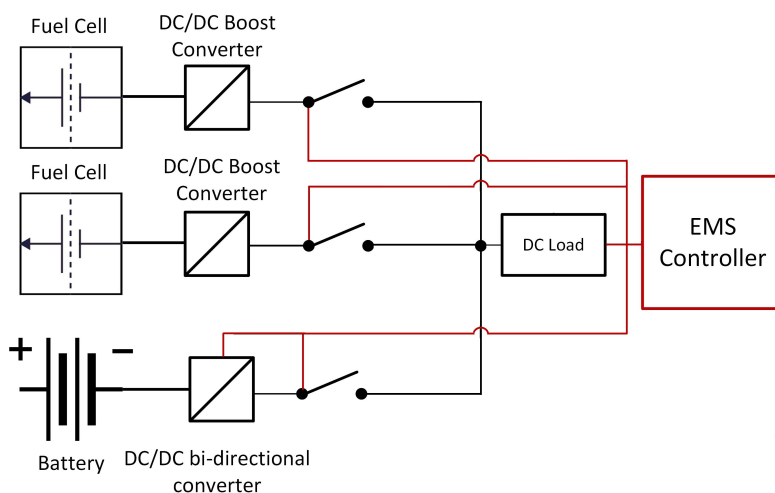 Fuel Cell
DC/DC Boost
Converter
Fuel Cell
DC/DC Boost
Converter
DC Load
EMS
Controller
+
−
Battery
DC/DC bi-directional
converter